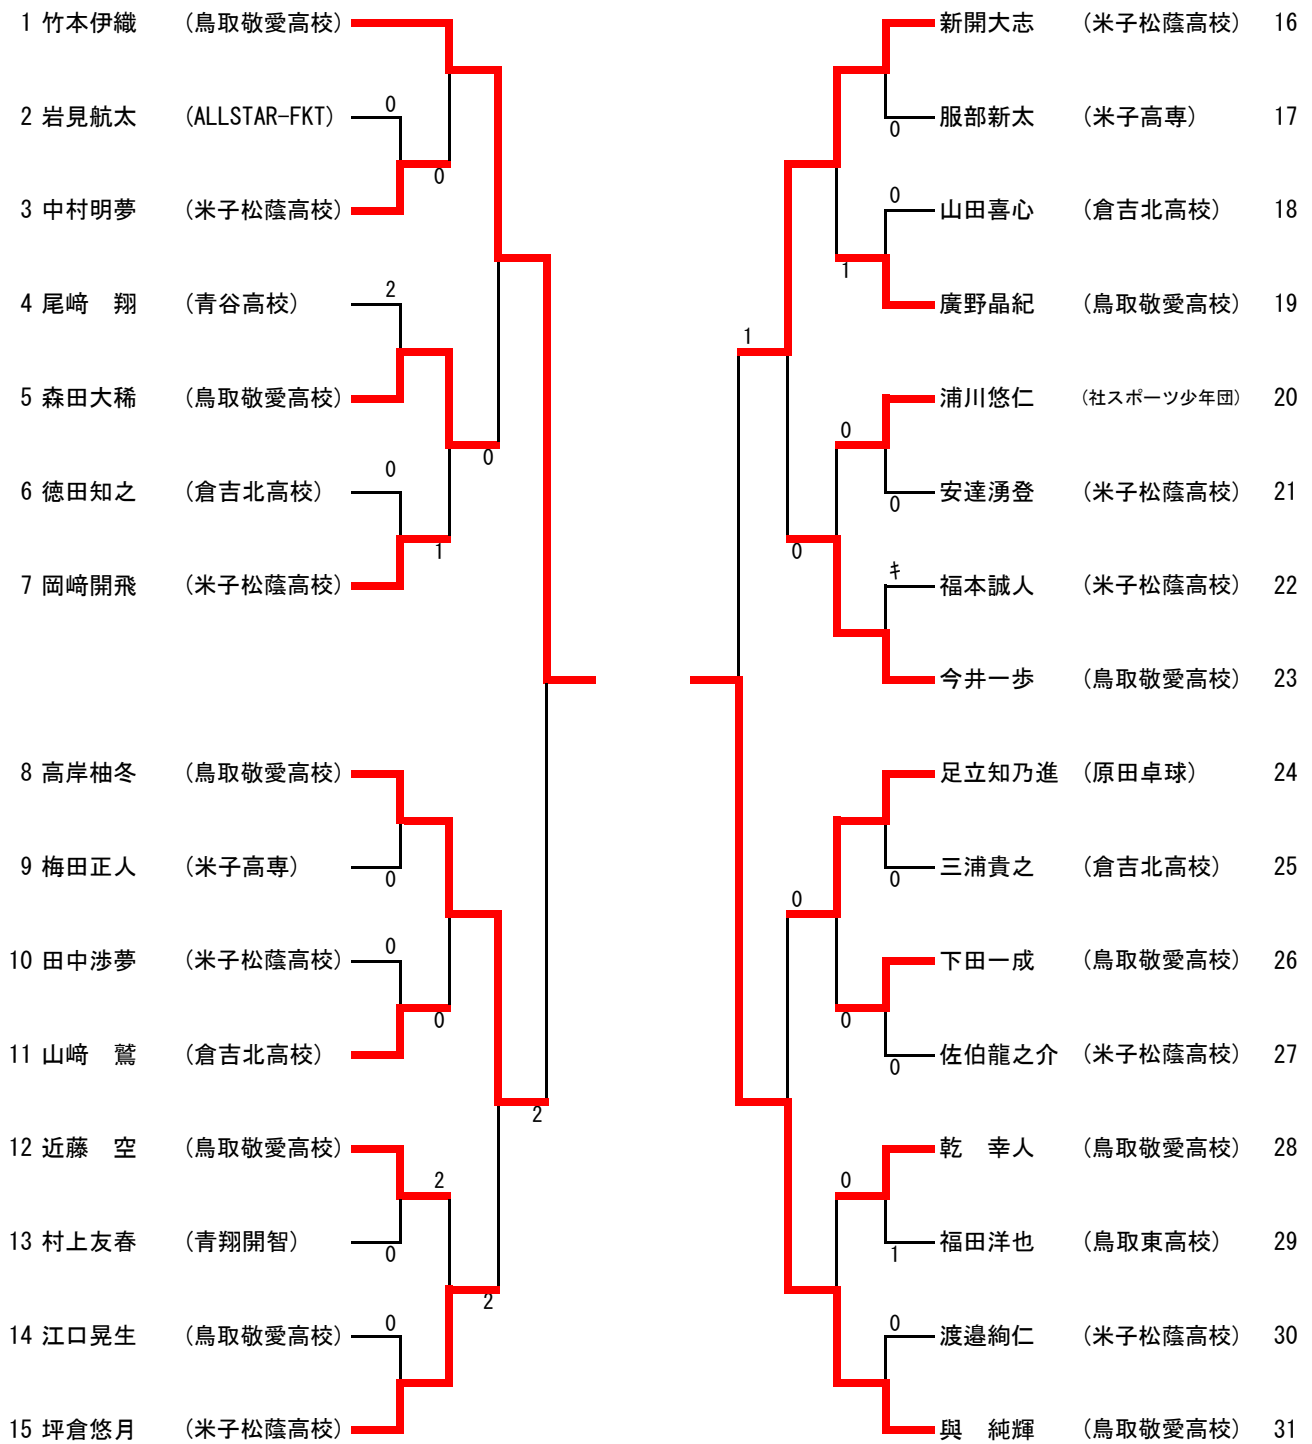 1 竹本伊織 (鳥取敬愛高校)
2 岩見航太 (ALLSTAR-FKT) 0
3 中村明夢 (米子松蔭高校) 0
4 尾﨑　翔 (青谷高校) 2
5 森田大稀 (鳥取敬愛高校) 0
6 徳田知之 (倉吉北高校) 0
7 岡﨑開飛 (米子松蔭高校) 1
8 高岸柚冬 (鳥取敬愛高校)
9 梅田正人 (米子高専) 0
10 田中渉夢 (米子松蔭高校) 0
11 山﨑　鷲 (倉吉北高校) 0
2
12 近藤　空 (鳥取敬愛高校) 2
13 村上友春 (青翔開智) 0
2
14 江口晃生 (鳥取敬愛高校) 0
15 坪倉悠月 (米子松蔭高校)
新開大志 (米子松蔭高校) 16
0 服部新太 (米子高専) 17
0 山田喜心 (倉吉北高校) 18
1 廣野晶紀 (鳥取敬愛高校) 19
1
浦川悠仁 (社スポーツ少年団) 20
0
0 安達湧登 (米子松蔭高校) 21
0
キ 福本誠人 (米子松蔭高校) 22
今井一歩 (鳥取敬愛高校) 23
足立知乃進 (原田卓球) 24
0 三浦貴之 (倉吉北高校) 25
0
下田一成 (鳥取敬愛高校) 26
0
0 佐伯龍之介 (米子松蔭高校) 27
乾　幸人 (鳥取敬愛高校) 28
0
1 福田洋也 (鳥取東高校) 29
0 渡邉絢仁 (米子松蔭高校) 30
與　純輝 (鳥取敬愛高校) 31